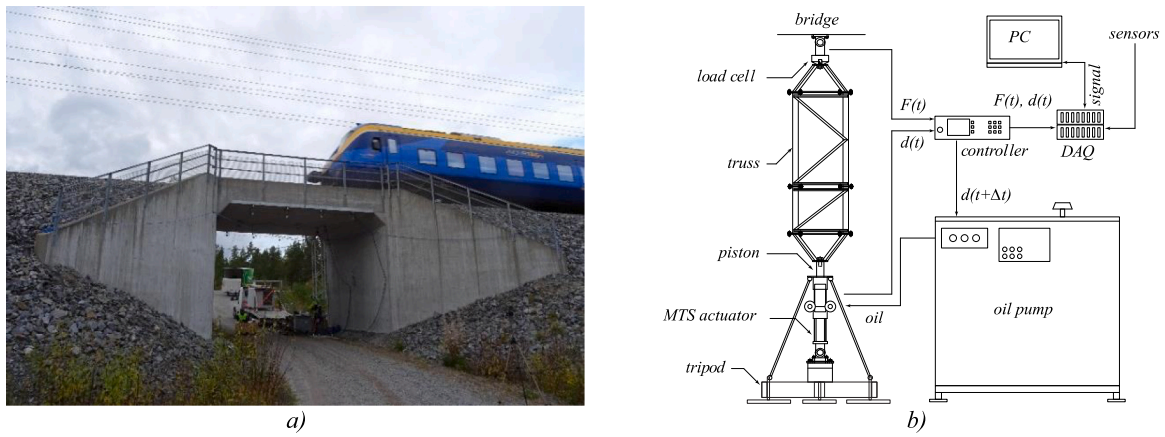 bridge
PC
sensors
load cell
signal
F(t)
F(t), d(t)
d(t)
controller
DAQ
truss
d(t+Δt)
piston
oil
oil pump
MTS actuator
tripod
a)
b)